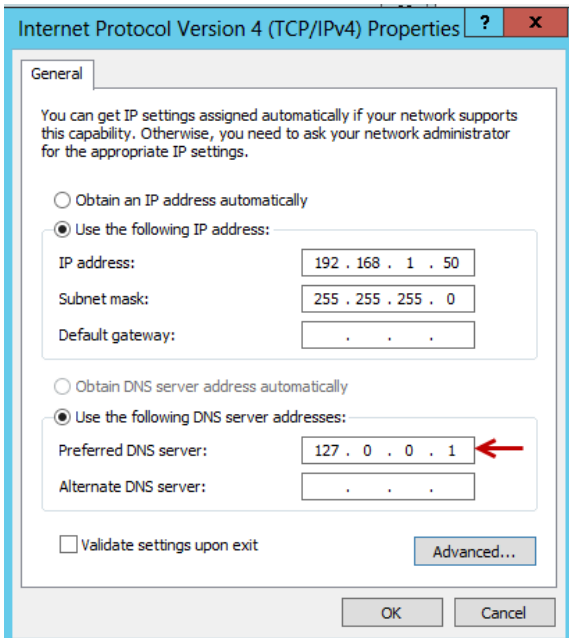 Internet Protocol Version 4 (TCP/IPv4) Properties ? x
General
You can get IP settings assigned automatically if your network supports
this capability. Otherwise, you need to ask your network administrator
for the appropriate IP settings.
Obtain an IP address automatically
Use the following IP address:
IP address: 192 . 168 . 1 . 50
Subnet mask: 255 . 255 . 255 . 0
Default gateway: . . .
Obtain DNS server address automatically
Use the following DNS server addresses:
Preferred DNS server: 127 . 0 . 0 . 1
Alternate DNS server: . . .
Validate settings upon exit
Advanced...
OK Cancel